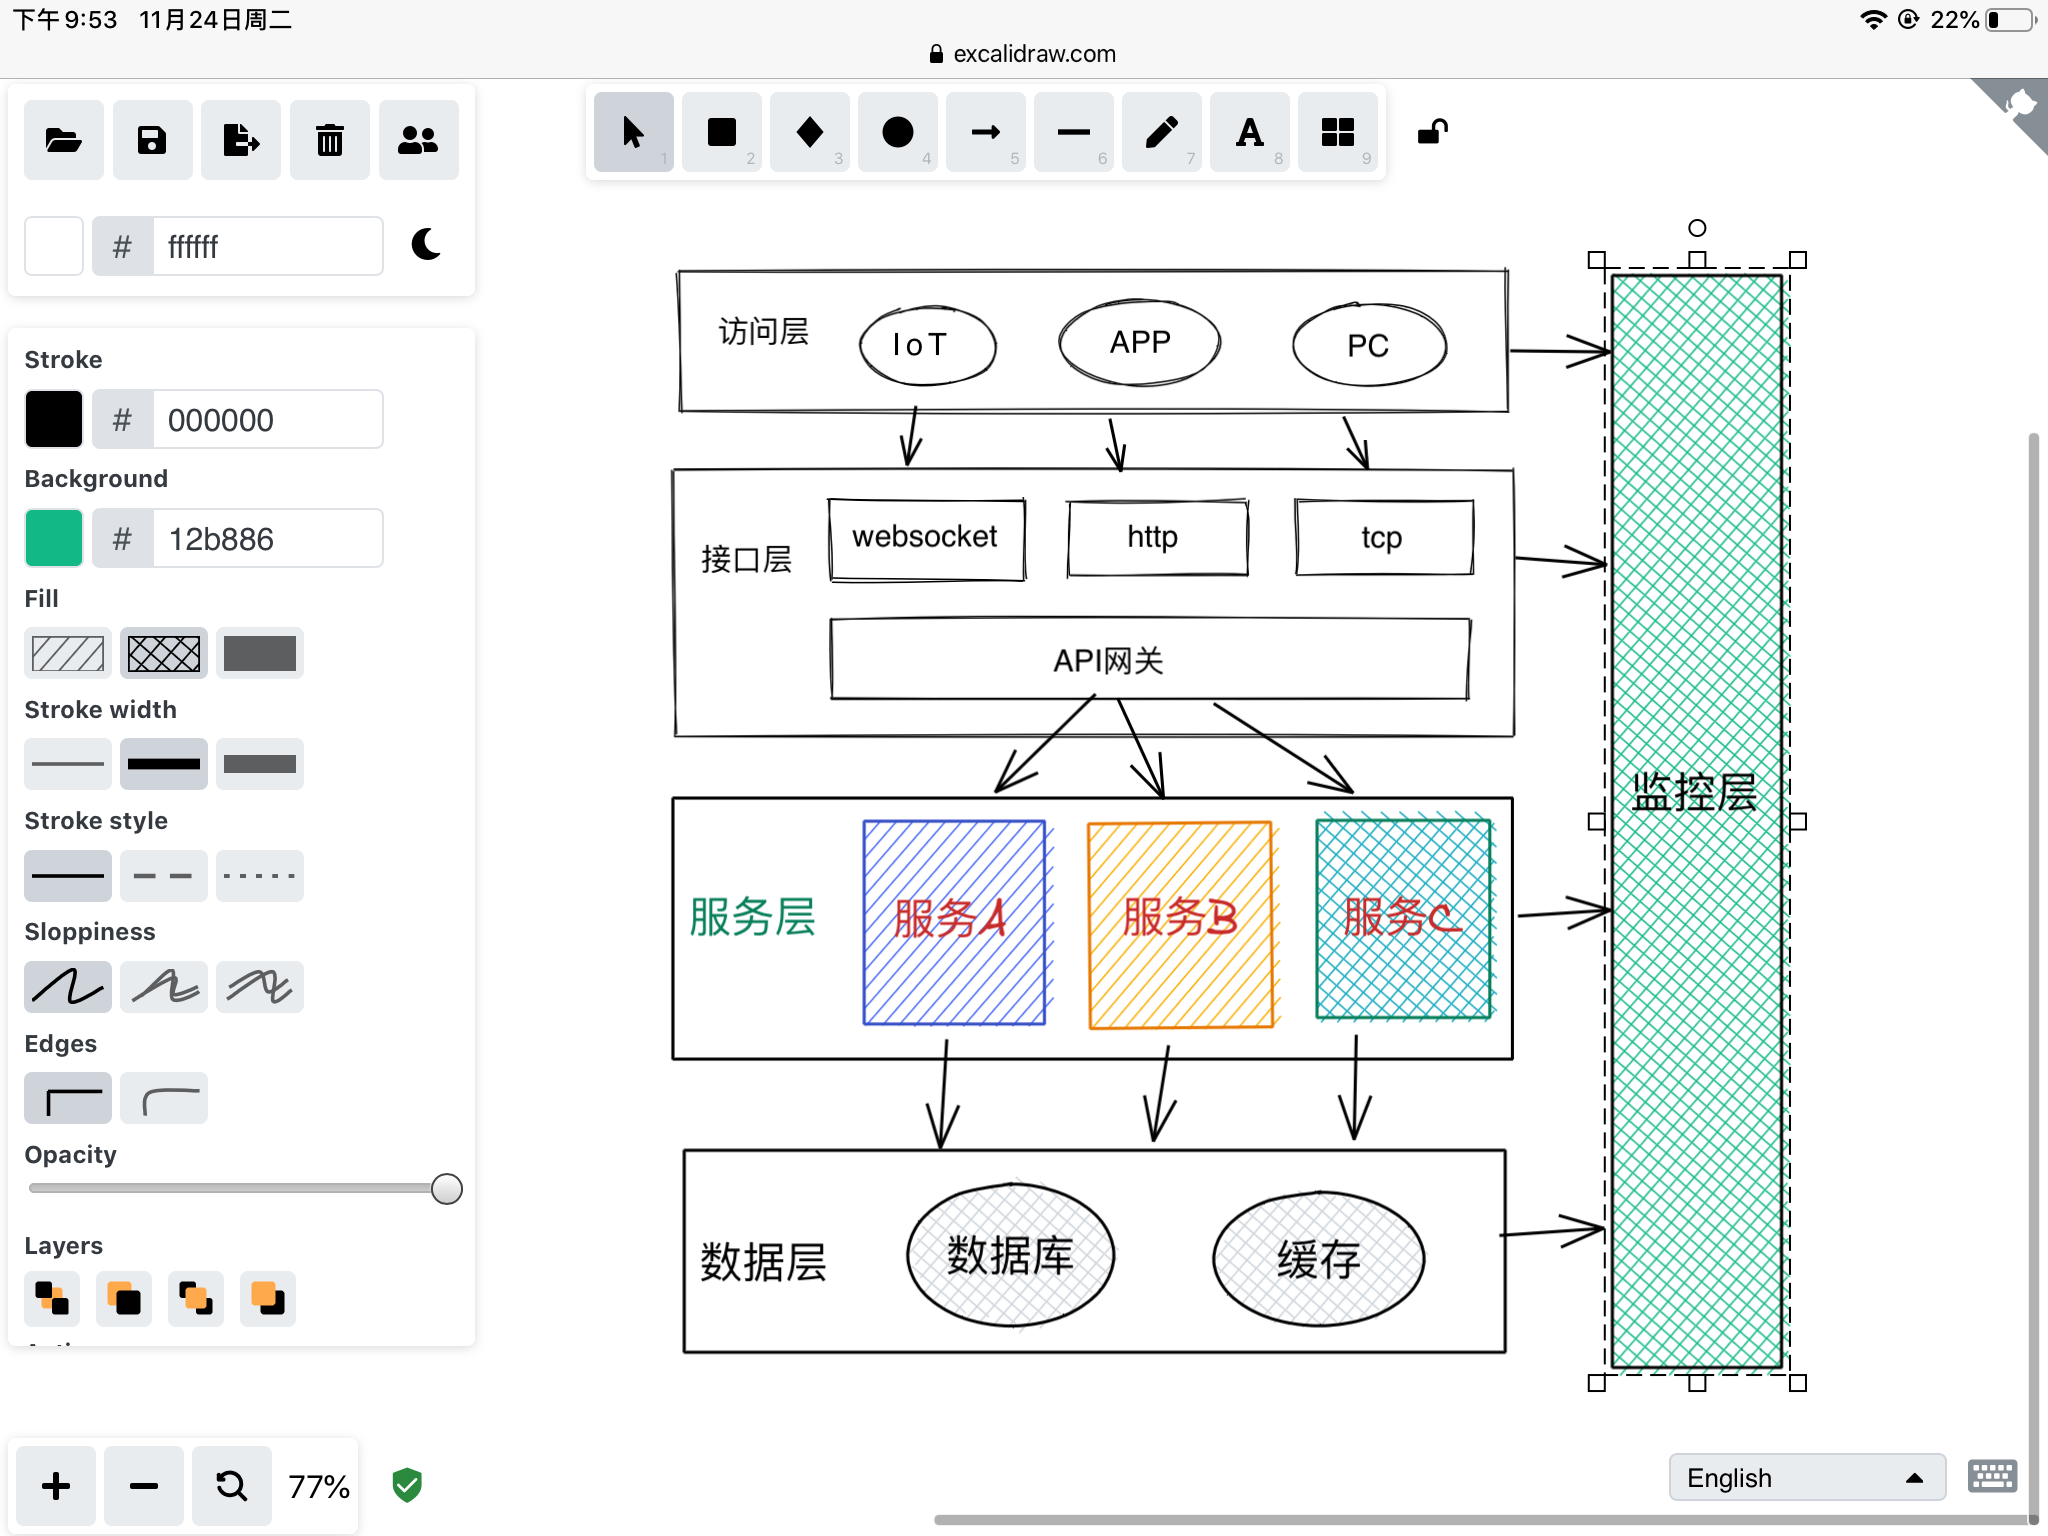 下午9:53 11月24日周二
22%
excalidraw.com
1 2 3 4 5 6 7 8 9
# ffffff
Stroke
# 000000
Background
# 12b886
Fill
Stroke width
Stroke style
Sloppiness
Edges
Opacity
Layers
77%
访问层
IoT
APP
PC
接口层
websocket
http
tcp
API网关
服务层
服务A
服务B
服务C
数据层
数据库
缓存
监控层
English